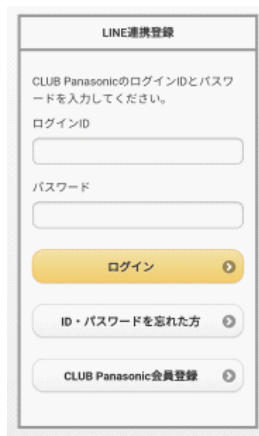 LINE連携登録
CLUB PanasonicのログインIDとパスワ
ードを入力してください。
ログインID
パスワード
ログイン
ID・パスワードを忘れた方
CLUB Panasonic会員登録